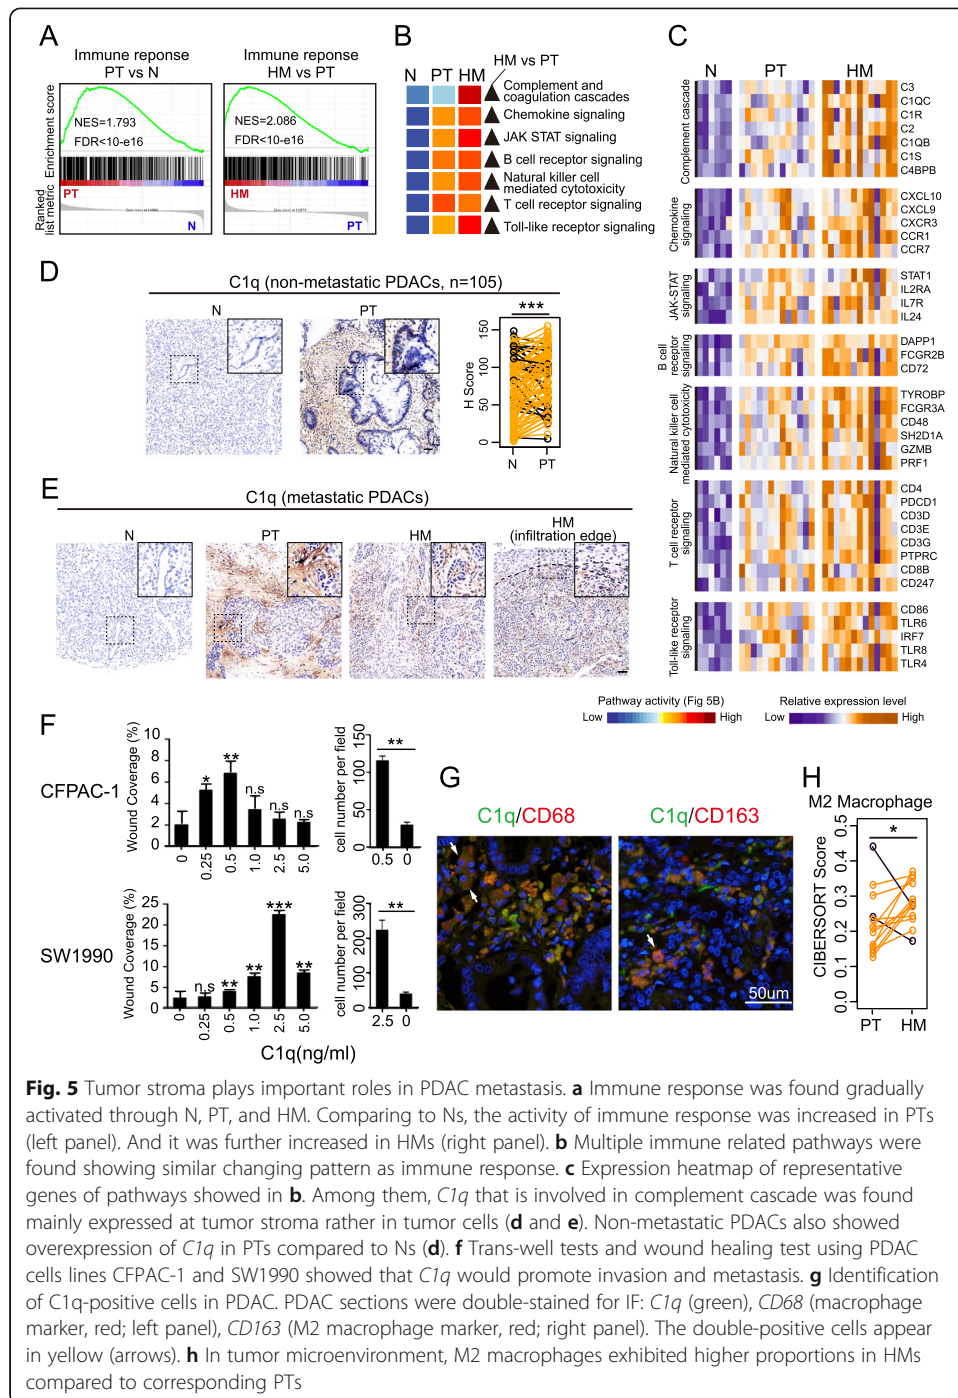 A
Immune reponse
PT vs N
Immune reponse
HM vs PT
Enrichment score
NES=1.793
FDR<10-e16
NES=2.086
FDR<10-e16
Ranked
list metric
PT
N
HM
PT
B
HM vs PT
N PT HM
Complement and
coagulation cascades
Chemokine signaling
JAK STAT signaling
B cell receptor signaling
Natural killer cell
mediated cytotoxicity
T cell receptor signaling
Toll-like receptor signaling
C
N PT HM
Complement cascade
C3
C1QC
C1R
C2
C1QB
C1S
C4BPB
Chemokine
signaling
CXCL10
CXCL9
CXCR3
CCR1
CCR7
JAK-STAT
signaling
STAT1
IL2RA
IL7R
IL24
B cell
receptor
signaling
DAPP1
FCGR2B
CD72
Natural killer cell
mediated cytotoxicity
TYROBP
FCGR3A
CD48
SH2D1A
GZMB
PRF1
T cell receptor signaling
CD4
PDCD1
CD3D
CD3E
CD3G
PTPRC
CD8B
CD247
Toll-like receptor
signaling
CD86
TLR6
IRF7
TLR8
TLR4
D
C1q (non-metastatic PDACs, n=105)
N
PT
***
H Score
150
100
50
0
N PT
E
C1q (metastatic PDACs)
N
PT
HM
HM
(infiltration edge)
Pathway activity (Fig 5B)
Low High
Relative expression level
Low High
F
CFPAC-1
Wound Coverage (%)
10
8
6
4
2
0
* ** n.s n.s n.s
0 0.25 0.5 1.0 2.5 5.0
cell number per field
150
100
50
0
**
0.5 0
SW1990
Wound Coverage (%)
25
20
15
10
5
0
n.s ** ** *** **
0 0.25 0.5 1.0 2.5 5.0
cell number per field
300
200
100
0
**
2.5 0
C1q(ng/ml)
G
C1q/CD68
C1q/CD163
50um
H
M2 Macrophage
*
CIBERSORT Score
0.5
0.4
0.3
0.2
0.1
0.0
PT HM
Fig. 5 Tumor stroma plays important roles in PDAC metastasis. a Immune response was found gradually
activated through N, PT, and HM. Comparing to Ns, the activity of immune response was increased in PTs
(left panel). And it was further increased in HMs (right panel). b Multiple immune related pathways were
found showing similar changing pattern as immune response. c Expression heatmap of representative
genes of pathways showed in b. Among them, C1q that is involved in complement cascade was found
mainly expressed at tumor stroma rather in tumor cells (d and e). Non-metastatic PDACs also showed
overexpression of C1q in PTs compared to Ns (d). f Trans-well tests and wound healing test using PDAC
cells lines CFPAC-1 and SW1990 showed that C1q would promote invasion and metastasis. g Identification
of C1q-positive cells in PDAC. PDAC sections were double-stained for IF: C1q (green), CD68 (macrophage
marker, red; left panel), CD163 (M2 macrophage marker, red; right panel). The double-positive cells appear
in yellow (arrows). h In tumor microenvironment, M2 macrophages exhibited higher proportions in HMs
compared to corresponding PTs